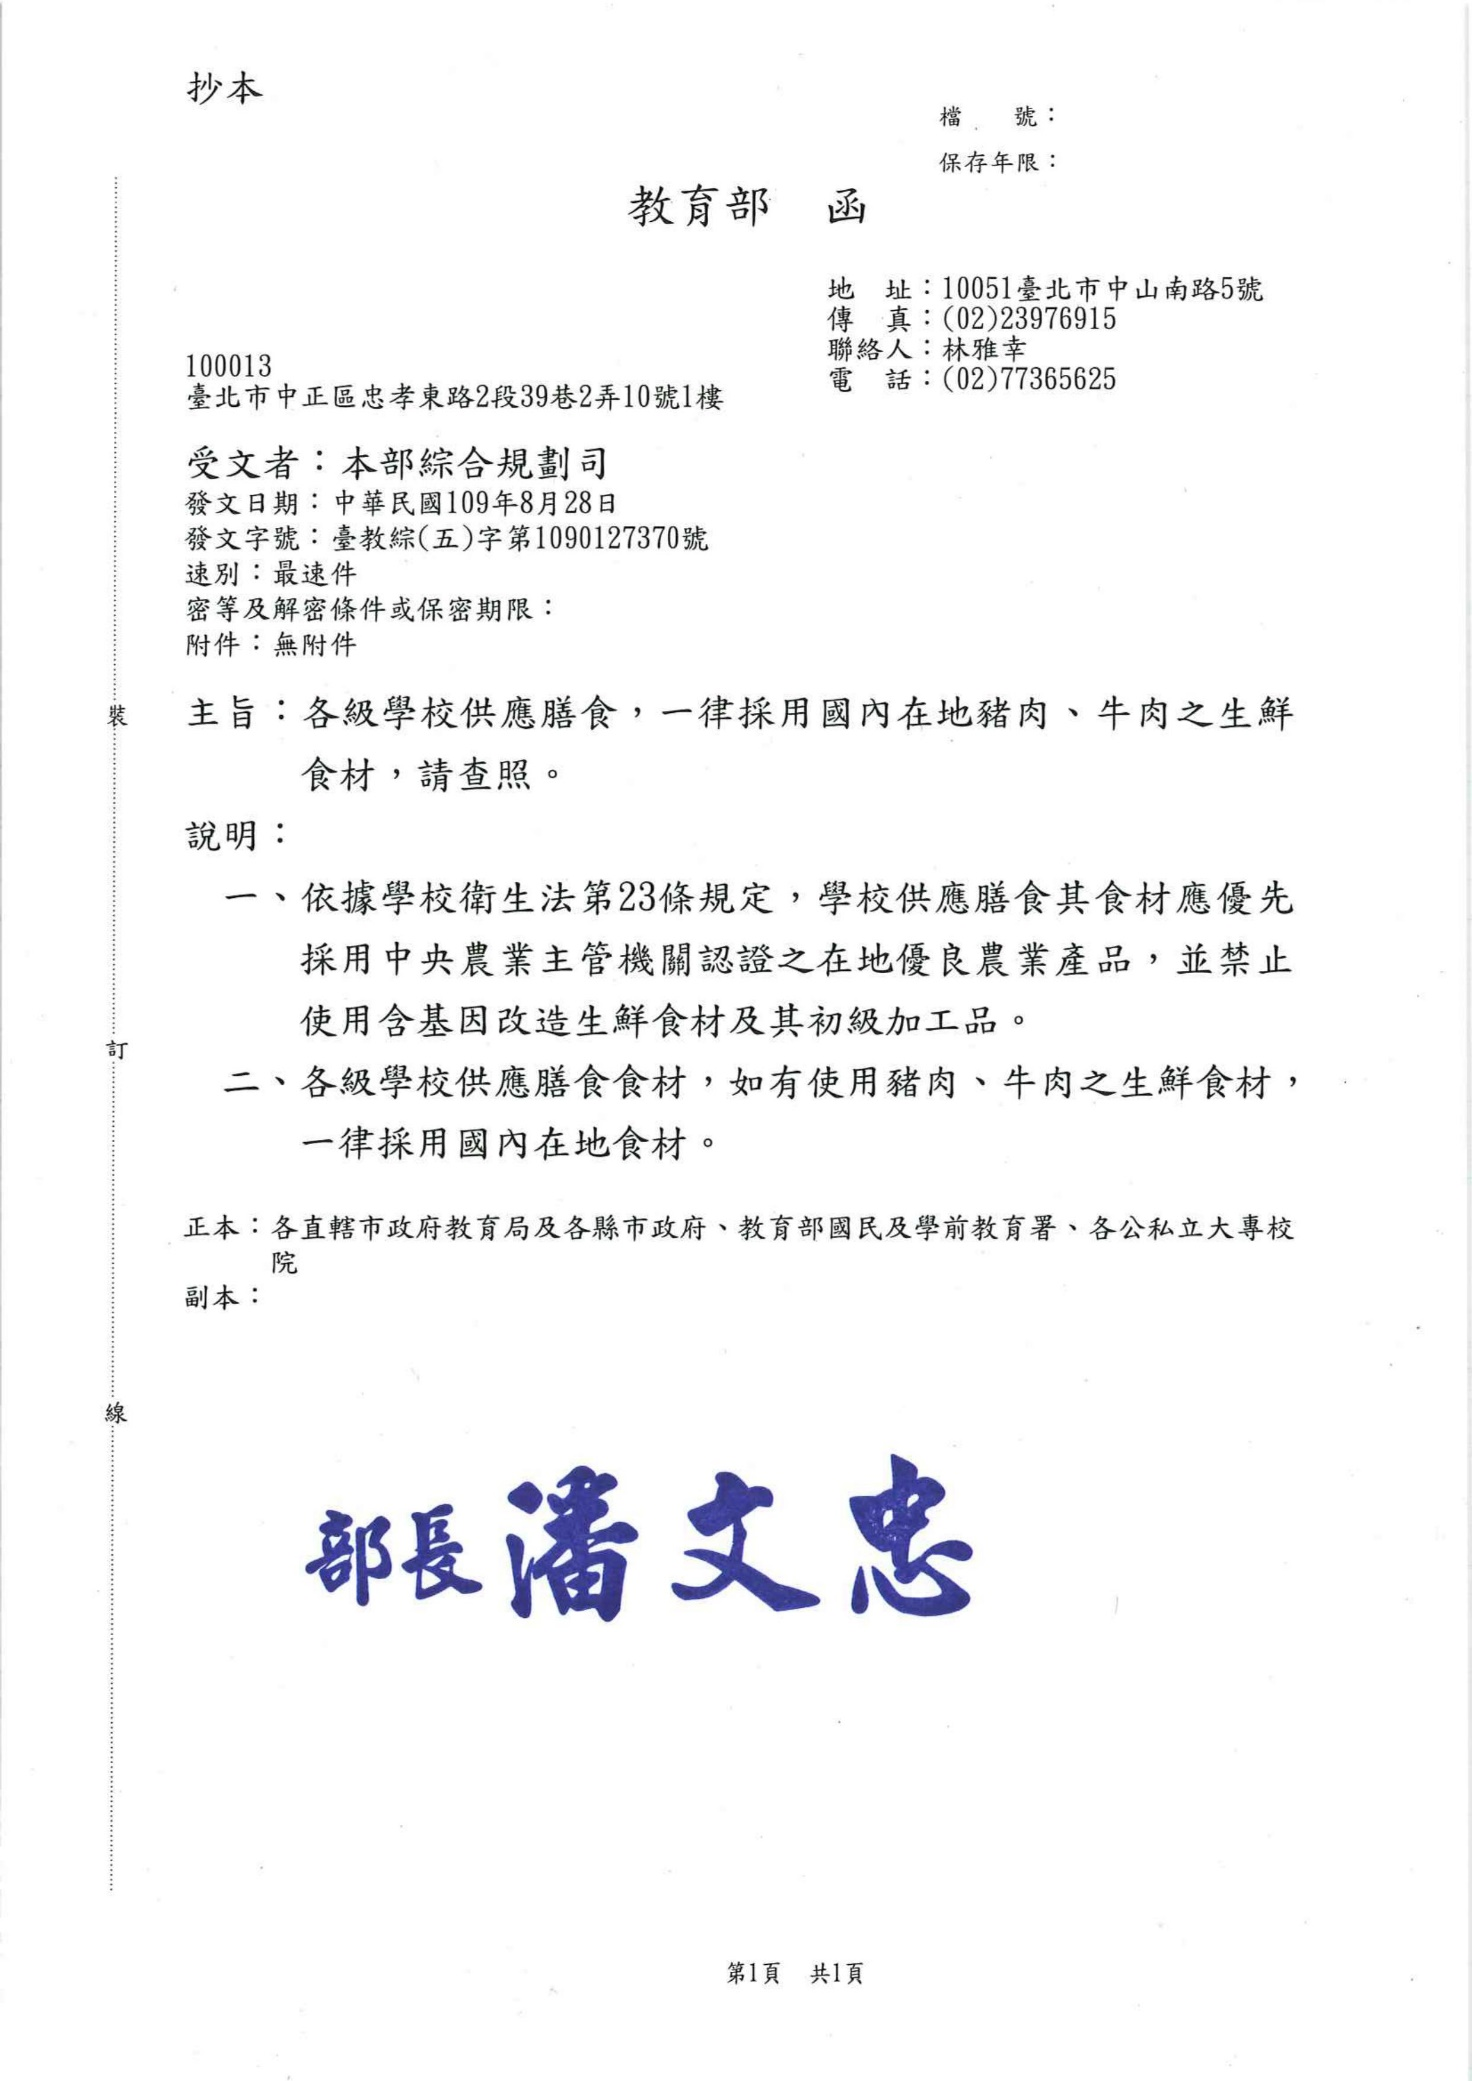 抄本
檔　號：
保存年限：
教育部　函
地　址：10051臺北市中山南路5號
傳　真：(02)23976915
聯絡人：林雅幸
電　話：(02)77365625
100013
臺北市中正區忠孝東路2段39巷2弄10號1樓
受文者：本部綜合規劃司
發文日期：中華民國109年8月28日
發文字號：臺教綜(五)字第1090127370號
速別：最速件
密等及解密條件或保密期限：
附件：無附件
主旨：各級學校供應膳食，一律採用國內在地豬肉、牛肉之生鮮
食材，請查照。
說明：
一、依據學校衛生法第23條規定，學校供應膳食其食材應優先
採用中央農業主管機關認證之在地優良農業產品，並禁止
使用含基因改造生鮮食材及其初級加工品。
二、各級學校供應膳食食材，如有使用豬肉、牛肉之生鮮食材，
一律採用國內在地食材。
正本：各直轄市政府教育局及各縣市政府、教育部國民及學前教育署、各公私立大專校
院
副本：
裝
訂
線
部長潘文忠
第1頁　共1頁